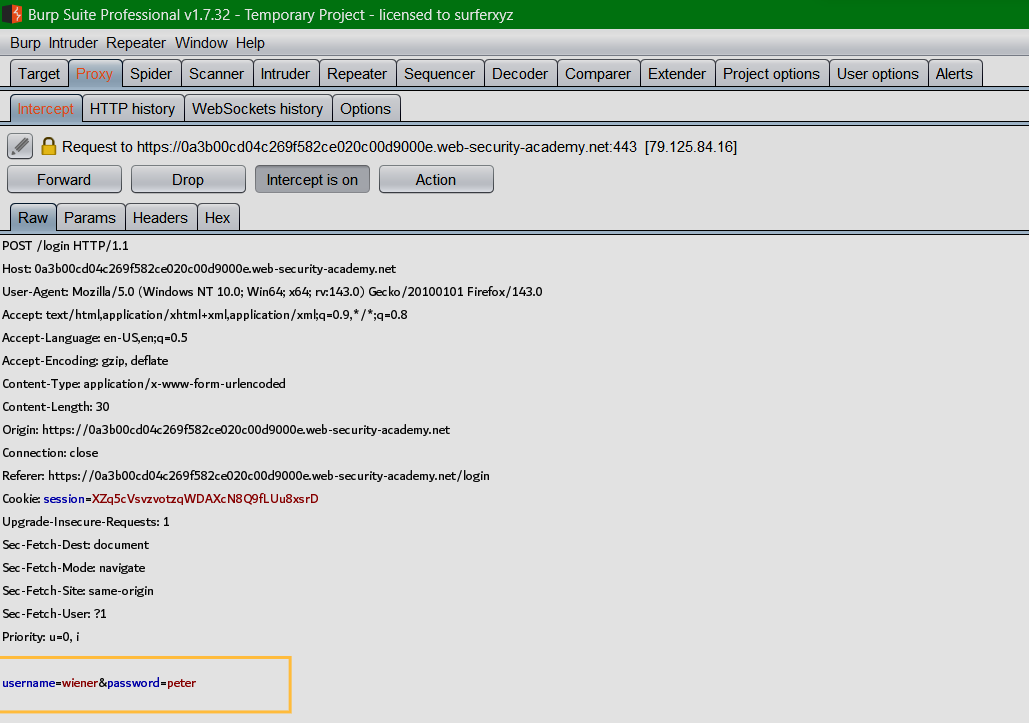 Burp Suite Professional v1.7.32 - Temporary Project - licensed to surferxyz
Burp Intruder Repeater Window Help
Target Proxy Spider Scanner Intruder Repeater Sequencer Decoder Comparer Extender Project options User options Alerts
Intercept HTTP history WebSockets history Options
Request to https://0a3b00cd04c269f582ce020c00d9000e.web-security-academy.net:443 [79.125.84.16]
Forward Drop Intercept is on Action
Raw Params Headers Hex
POST /login HTTP/1.1
Host: 0a3b00cd04c269f582ce020c00d9000e.web-security-academy.net
User-Agent: Mozilla/5.0 (Windows NT 10.0; Win64; x64; rv:143.0) Gecko/20100101 Firefox/143.0
Accept: text/html,application/xhtml+xml,application/xml;q=0.9,*/*;q=0.8
Accept-Language: en-US,en;q=0.5
Accept-Encoding: gzip, deflate
Content-Type: application/x-www-form-urlencoded
Content-Length: 30
Origin: https://0a3b00cd04c269f582ce020c00d9000e.web-security-academy.net
Connection: close
Referer: https://0a3b00cd04c269f582ce020c00d9000e.web-security-academy.net/login
Cookie: session=XZq5cVsvzvotzqWDAXcN8Q9fLUu8xsrD
Upgrade-Insecure-Requests: 1
Sec-Fetch-Dest: document
Sec-Fetch-Mode: navigate
Sec-Fetch-Site: same-origin
Sec-Fetch-User: ?1
Priority: u=0, i
username=wiener&password=peter